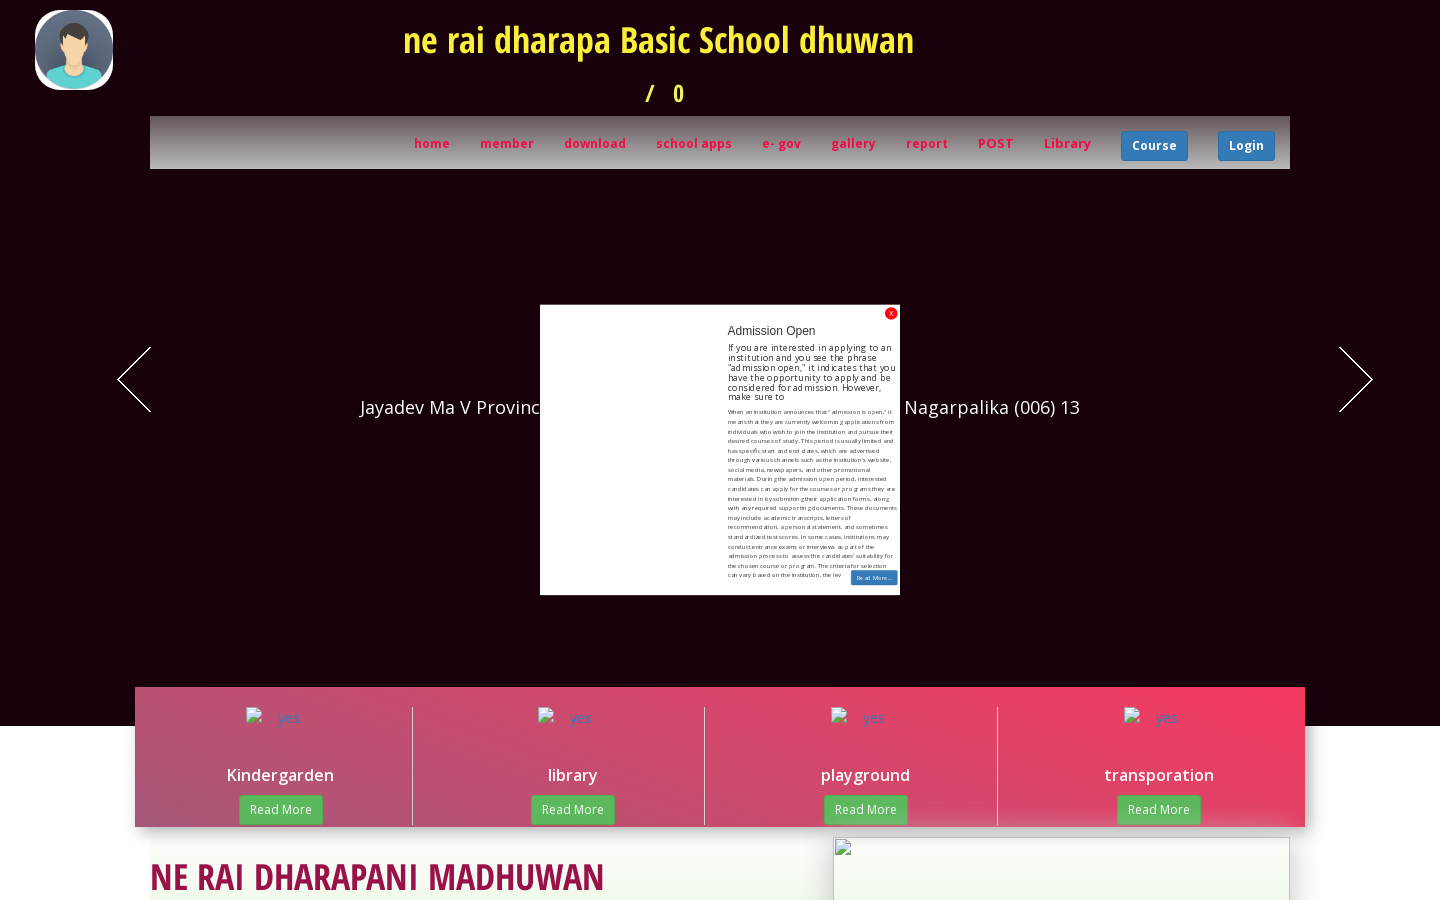 ne rai dharapa Basic School dhuwan
/ 0
home member download school apps e- gov gallery report POST Library Course Login
X
Admission Open
If you are interested in applying to an
institution and you see the phrase
"admission open," it indicates that you
have the opportunity to apply and be
considered for admission. However,
make sure to
When an institution announces that "admission is open," it
means that they are currently welcoming applications from
individuals who wish to join the institution and pursue their
desired courses of study. This period is usually limited and
has specific start and end dates, which are advertised
through various channels such as the institution's website,
social media, newspapers, and other promotional
materials. During the admission open period, interested
candidates can apply for the courses or programs they are
interested in by submitting their application forms, along
with any required supporting documents. These documents
may include academic transcripts, letters of
recommendation, a personal statement, and sometimes
standardized test scores. In some cases, institutions may
conduct entrance exams or interviews as part of the
admission process to assess the candidates' suitability for
the chosen course or program. The criteria for selection
can vary based on the institution, the lev
Read More...
Jayadev Ma V Provinc Nagarpalika (006) 13
yes yes yes yes
Kindergarden library playground transporation
Read More Read More Read More Read More
NE RAI DHARAPANI MADHUWAN